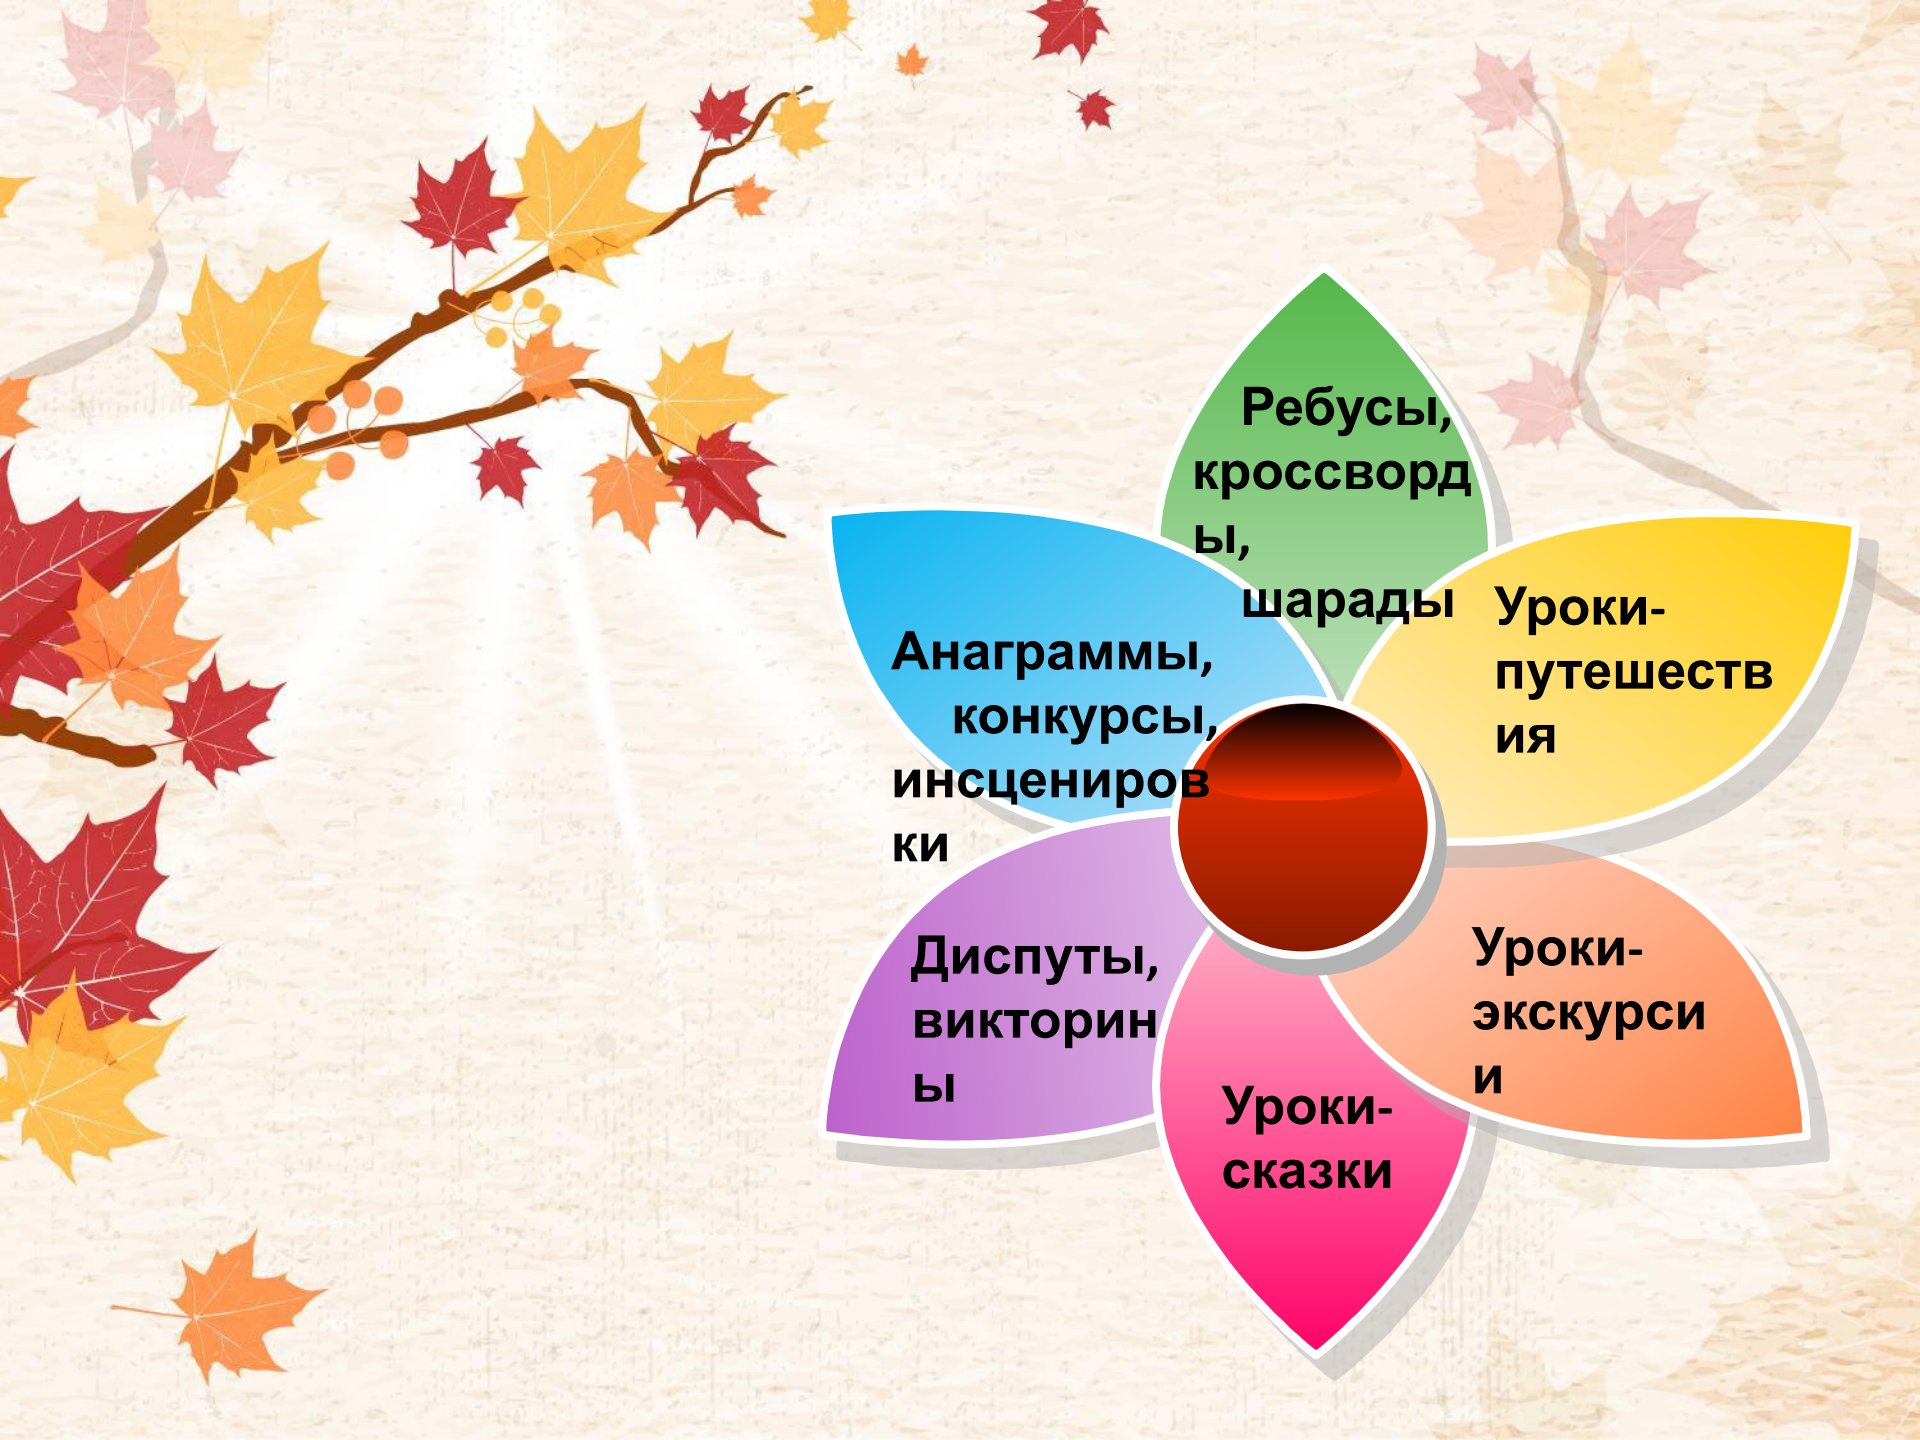 Ребусы,
кроссворд
ы,
шарады
Уроки-
путешеств
ия
Анаграммы,
конкурсы,
инсцениров
ки
Диспуты,
викторин
ы
Уроки-
экскурси
и
Уроки-
сказки